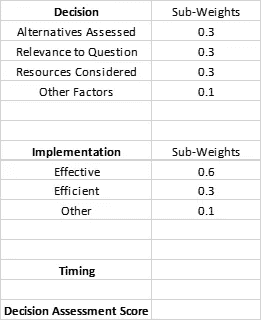 Decision Sub-Weights
Alternatives Assessed 0.3
Relevance to Question 0.3
Resources Considered 0.3
Other Factors 0.1
Implementation Sub-Weights
Effective 0.6
Efficient 0.3
Other 0.1
Timing
Decision Assessment Score